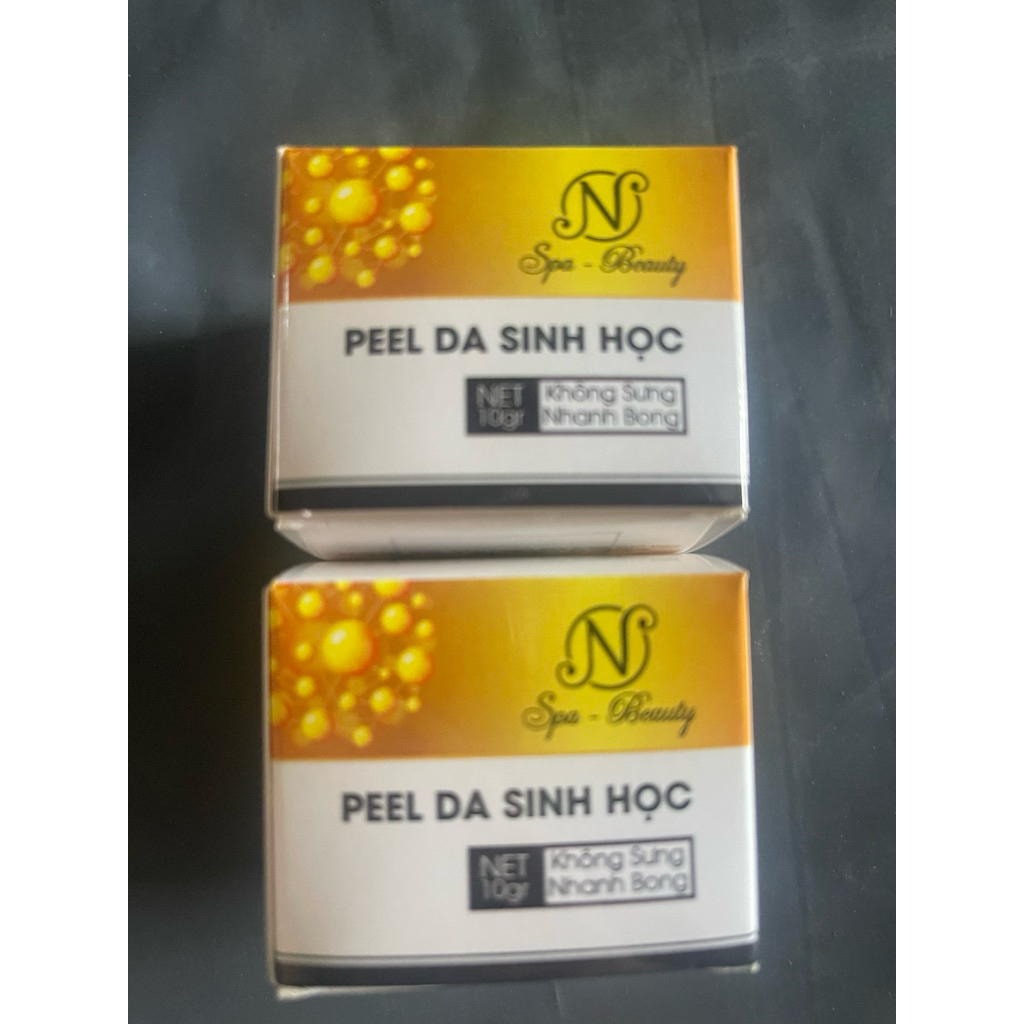 N
Spa - Beauty
PEEL DA SINH HỌC
NET
10gr
Không Sưng
Nhanh Bong
N
Spa - Beauty
PEEL DA SINH HỌC
NET
10gr
Không Sưng
Nhanh Bong